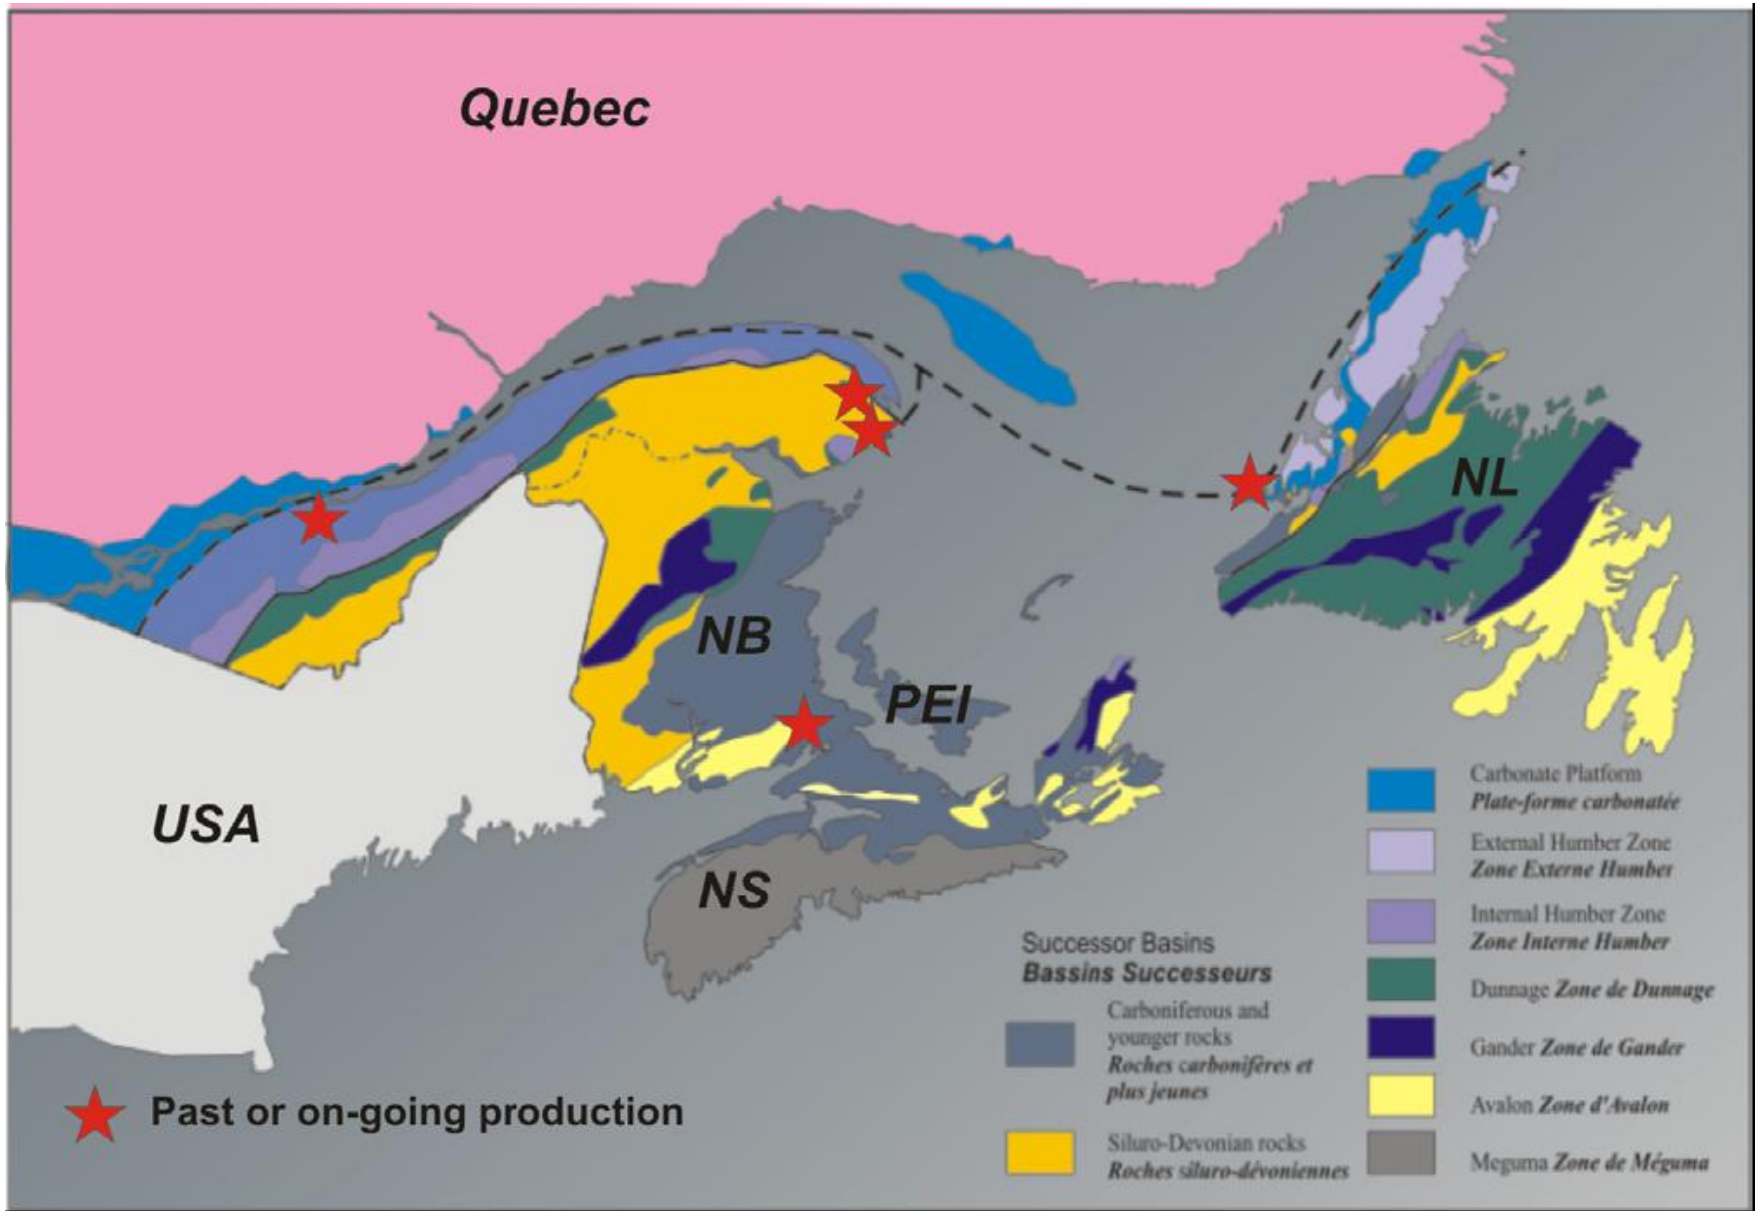 Quebec
NL
NB
PEI
USA
NS
Carbonate Platform
Plate-forme carbonatée
External Humber Zone
Zone Externe Humber
Internal Humber Zone
Zone Interne Humber
Dunnage Zone de Dunnage
Gander Zone de Gander
Avalon Zone d'Avalon
Meguma Zone de Méguma
Successor Basins
Bassins Successeurs
Carboniferous and
younger rocks
Roches carbonifères et
plus jeunes
Siluro-Devonian rocks
Roches siluro-dévoniennes
Past or on-going production